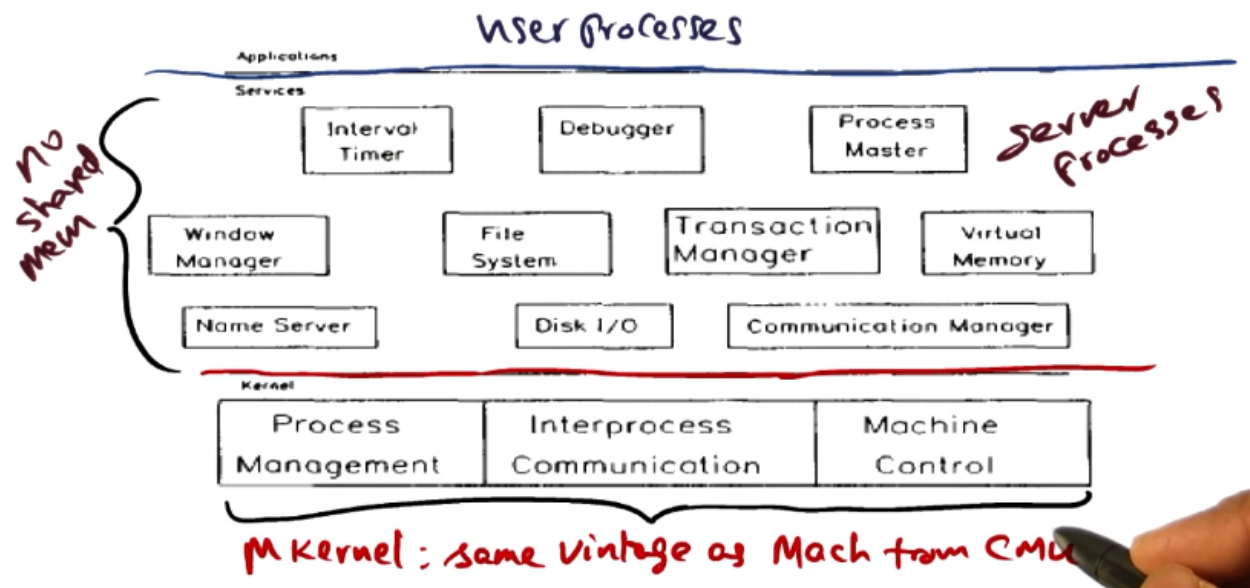 user processes
Applications
Services
no
shared
mem
Interval
Timer
Debugger
Process
Master
server
processes
Window
Manager
File
System
Transaction
Manager
Virtual
Memory
Name Server
Disk I/O
Communication Manager
Kernel
Process
Management
Interprocess
Communication
Machine
Control
μ Kernel : same vintage as Mach from CMU